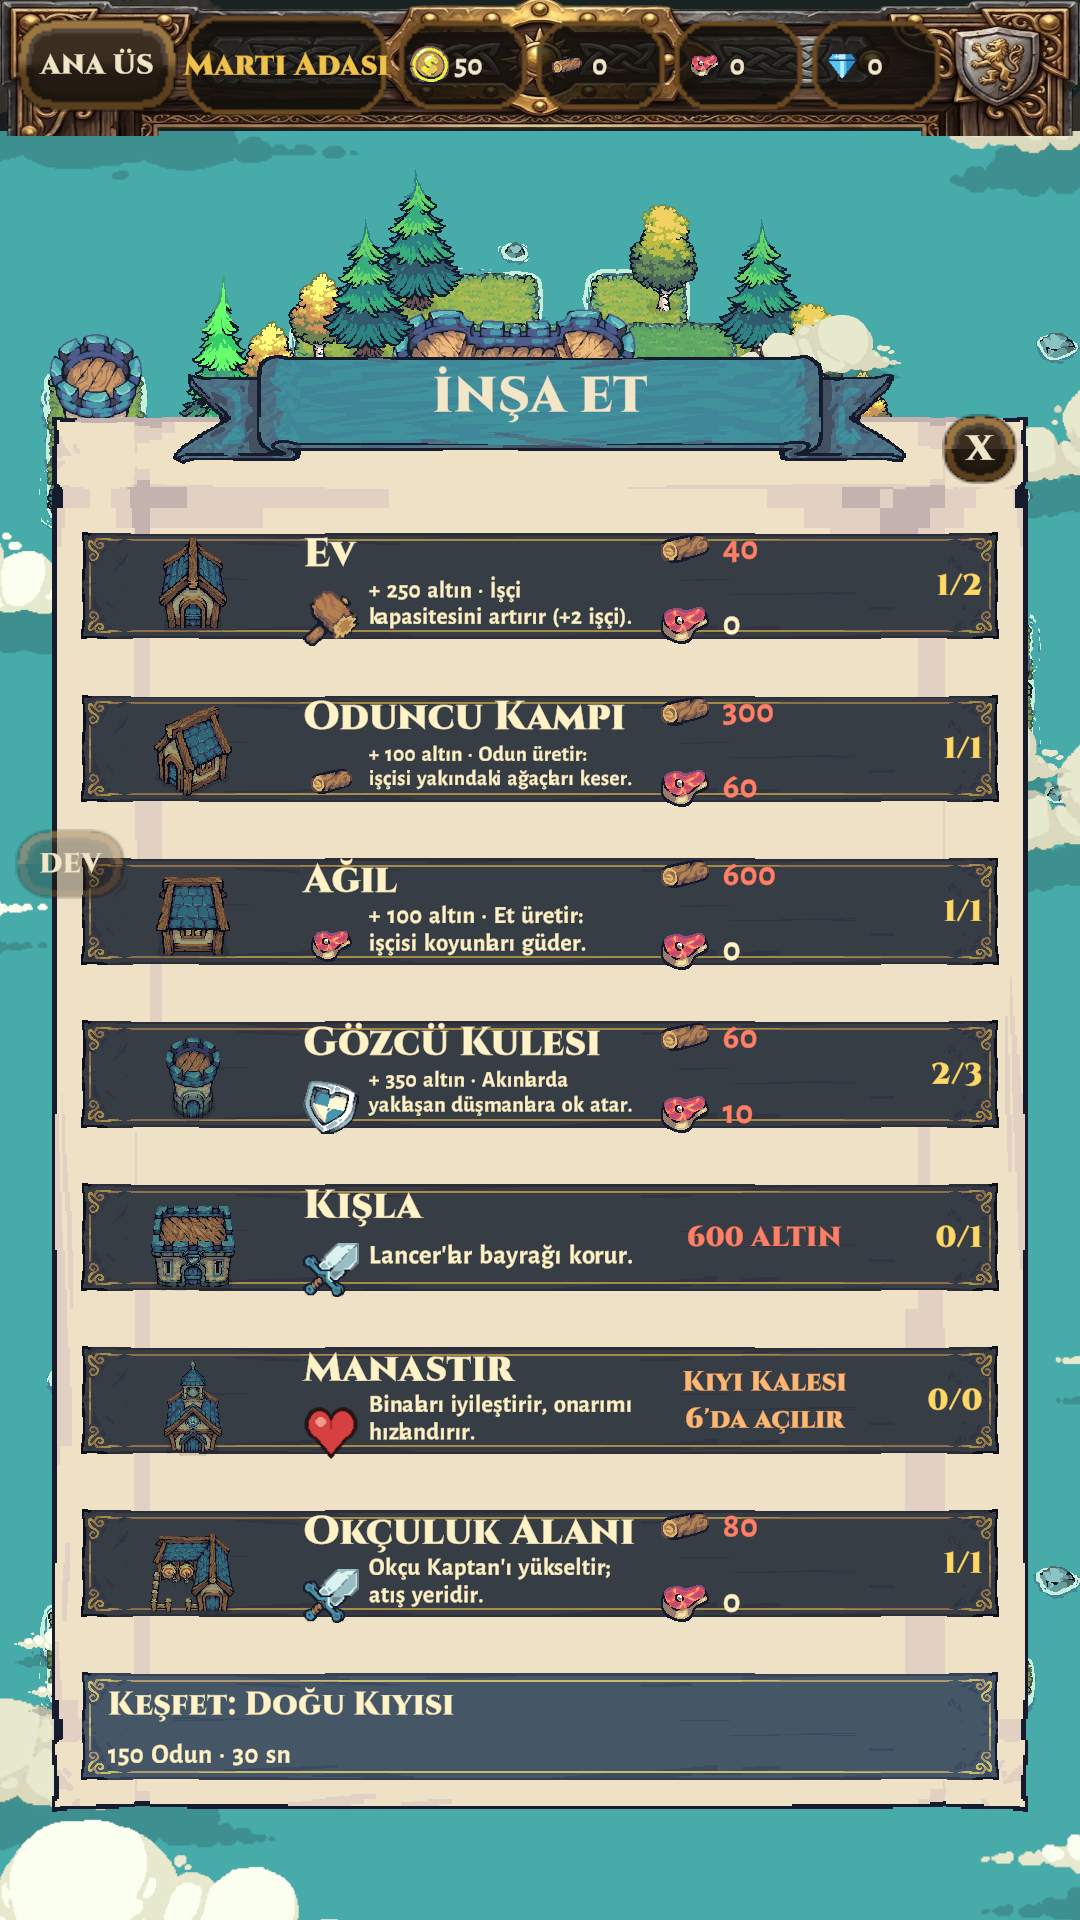 ANA ÜS
MARTI ADASI
50
0
0
0
İNŞA ET
X
EV
40
+ 250 altın · İşçi
kapasitesini artırır (+2 işçi).
0
1/2
ODUNCU KAMPI
300
+ 100 altın · Odun üretir:
işçisi yakındaki ağaçları keser.
60
1/1
DEV
AĞIL
600
+ 100 altın · Et üretir:
işçisi koyunları güder.
0
1/1
GÖZCÜ KULESI
60
+ 350 altın · Akınlarda
yaklaşan düşmanlara ok atar.
10
2/3
KIŞLA
Lancer'lar bayrağı korur.
600 ALTIN
0/1
MANASTIR
Binaları iyileştirir, onarımı
hızlandırır.
KIYI KALESI
6'DA AÇILIR
0/0
OKÇULUK ALANI
80
Okçu Kaptan'ı yükseltir;
atış yeridir.
0
1/1
KEŞFET: DOĞU KIYISI
150 Odun · 30 sn